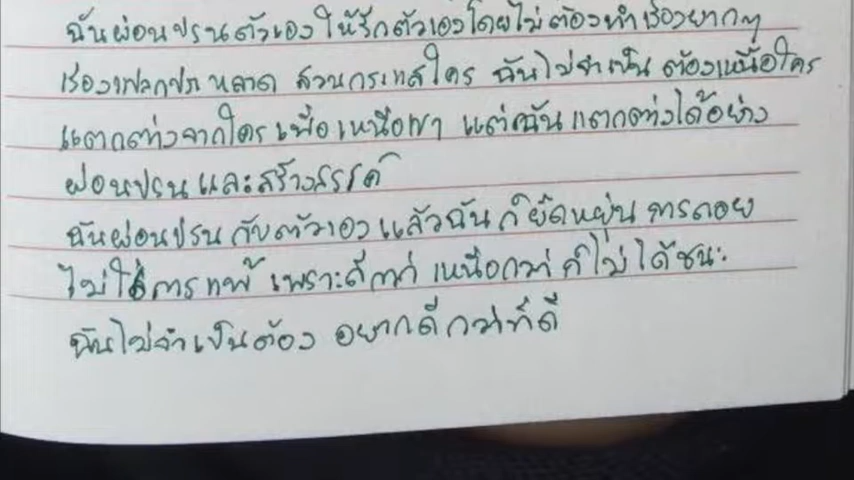 ฉันผ่อนปรนตัวเอง ให้รักตัวเองโดยไม่ต้องทำเรื่องยากๆ
เรื่องแปลกประหลาด สวนกระแสใคร ฉันไม่จำเป็น ต้องเหนือใคร
แตกต่างจากใคร เพื่อเหนือเขา แต่ฉันแตกต่างได้อย่าง
ผ่อนปรนและสร้างสรรค์
ฉันผ่อนปรน กับตัวเอง แล้วฉัน ก็ยืดหยุ่น การถอย
ไม่ใช่การแพ้ เพราะดีกว่า เหนือกว่า ก็ไม่ได้ชนะ
ฉันไม่จำเป็นต้อง อยากดีกว่าที่ดี